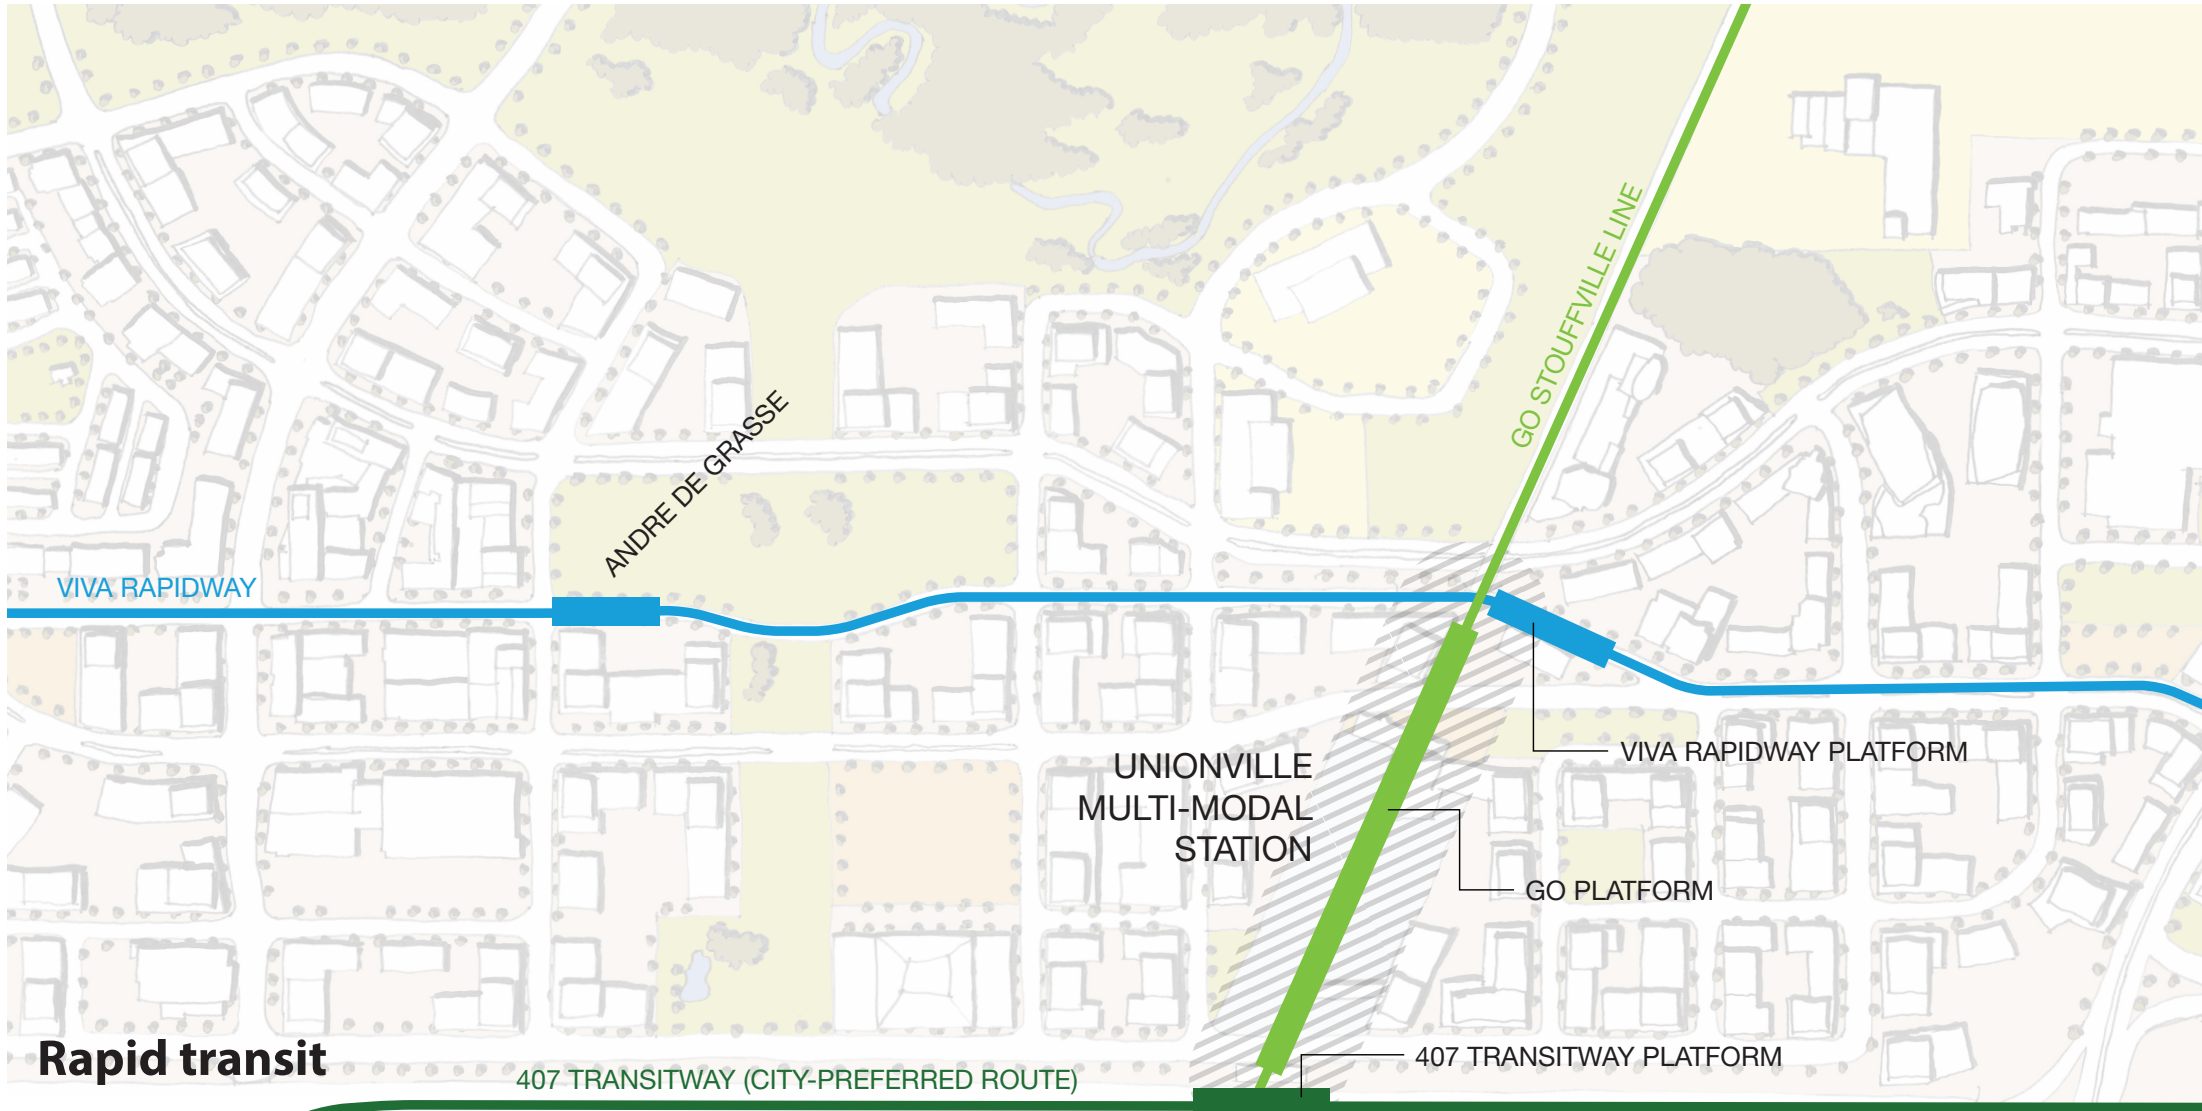 GO STOUFFVILLE LINE
ANDRE DE GRASSE
VIVA RAPIDWAY
UNIONVILLE
MULTI-MODAL
STATION
VIVA RAPIDWAY PLATFORM
GO PLATFORM
Rapid transit
407 TRANSITWAY (CITY-PREFERRED ROUTE)
407 TRANSITWAY PLATFORM